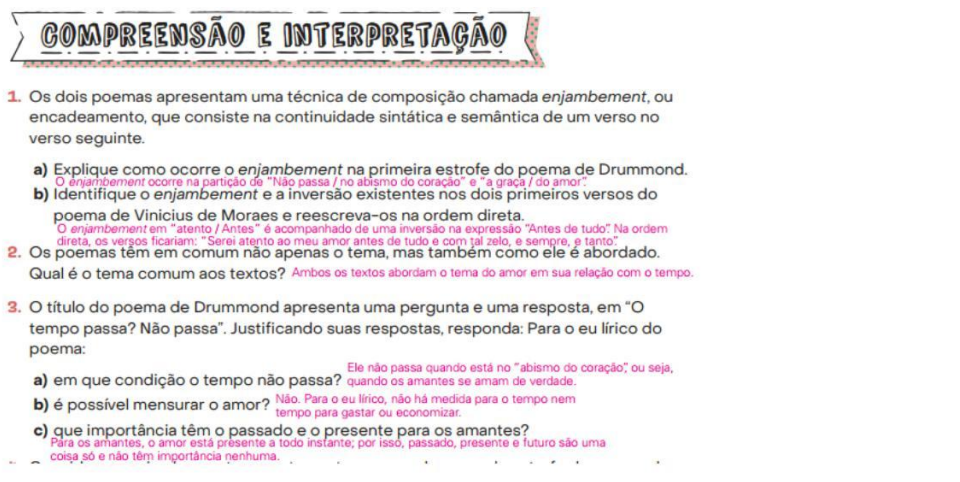 COMPREENSÃO E INTERPRETAÇÃO
1. Os dois poemas apresentam uma técnica de composição chamada enjambement, ou
encadeamento, que consiste na continuidade sintática e semântica de um verso no
verso seguinte.
a) Explique como ocorre o enjambement na primeira estrofe do poema de Drummond.
O enjambement ocorre na partição de "Não passa / no abismo do coração" e "a graça / do amor".
b) Identifique o enjambement e a inversão existentes nos dois primeiros versos do
poema de Vinicius de Moraes e reescreva-os na ordem direta.
O enjambement em "atento / Antes" é acompanhado de uma inversão na expressão "Antes de tudo". Na ordem
direta, os versos ficariam: "Serei atento ao meu amor antes de tudo e com tal zelo, e sempre, e tanto".
2. Os poemas têm em comum não apenas o tema, mas também como ele é abordado.
Qual é o tema comum aos textos? Ambos os textos abordam o tema do amor em sua relação com o tempo.
3. O título do poema de Drummond apresenta uma pergunta e uma resposta, em "O
tempo passa? Não passa". Justificando suas respostas, responda: Para o eu lírico do
poema:
Ele não passa quando está no "abismo do coração", ou seja,
a) em que condição o tempo não passa? quando os amantes se amam de verdade.
b) é possível mensurar o amor? Não. Para o eu lírico, não há medida para o tempo nem
tempo para gastar ou economizar.
c) que importância têm o passado e o presente para os amantes?
Para os amantes, o amor está presente a todo instante; por isso, passado, presente e futuro são uma
coisa só e não têm importância nenhuma.